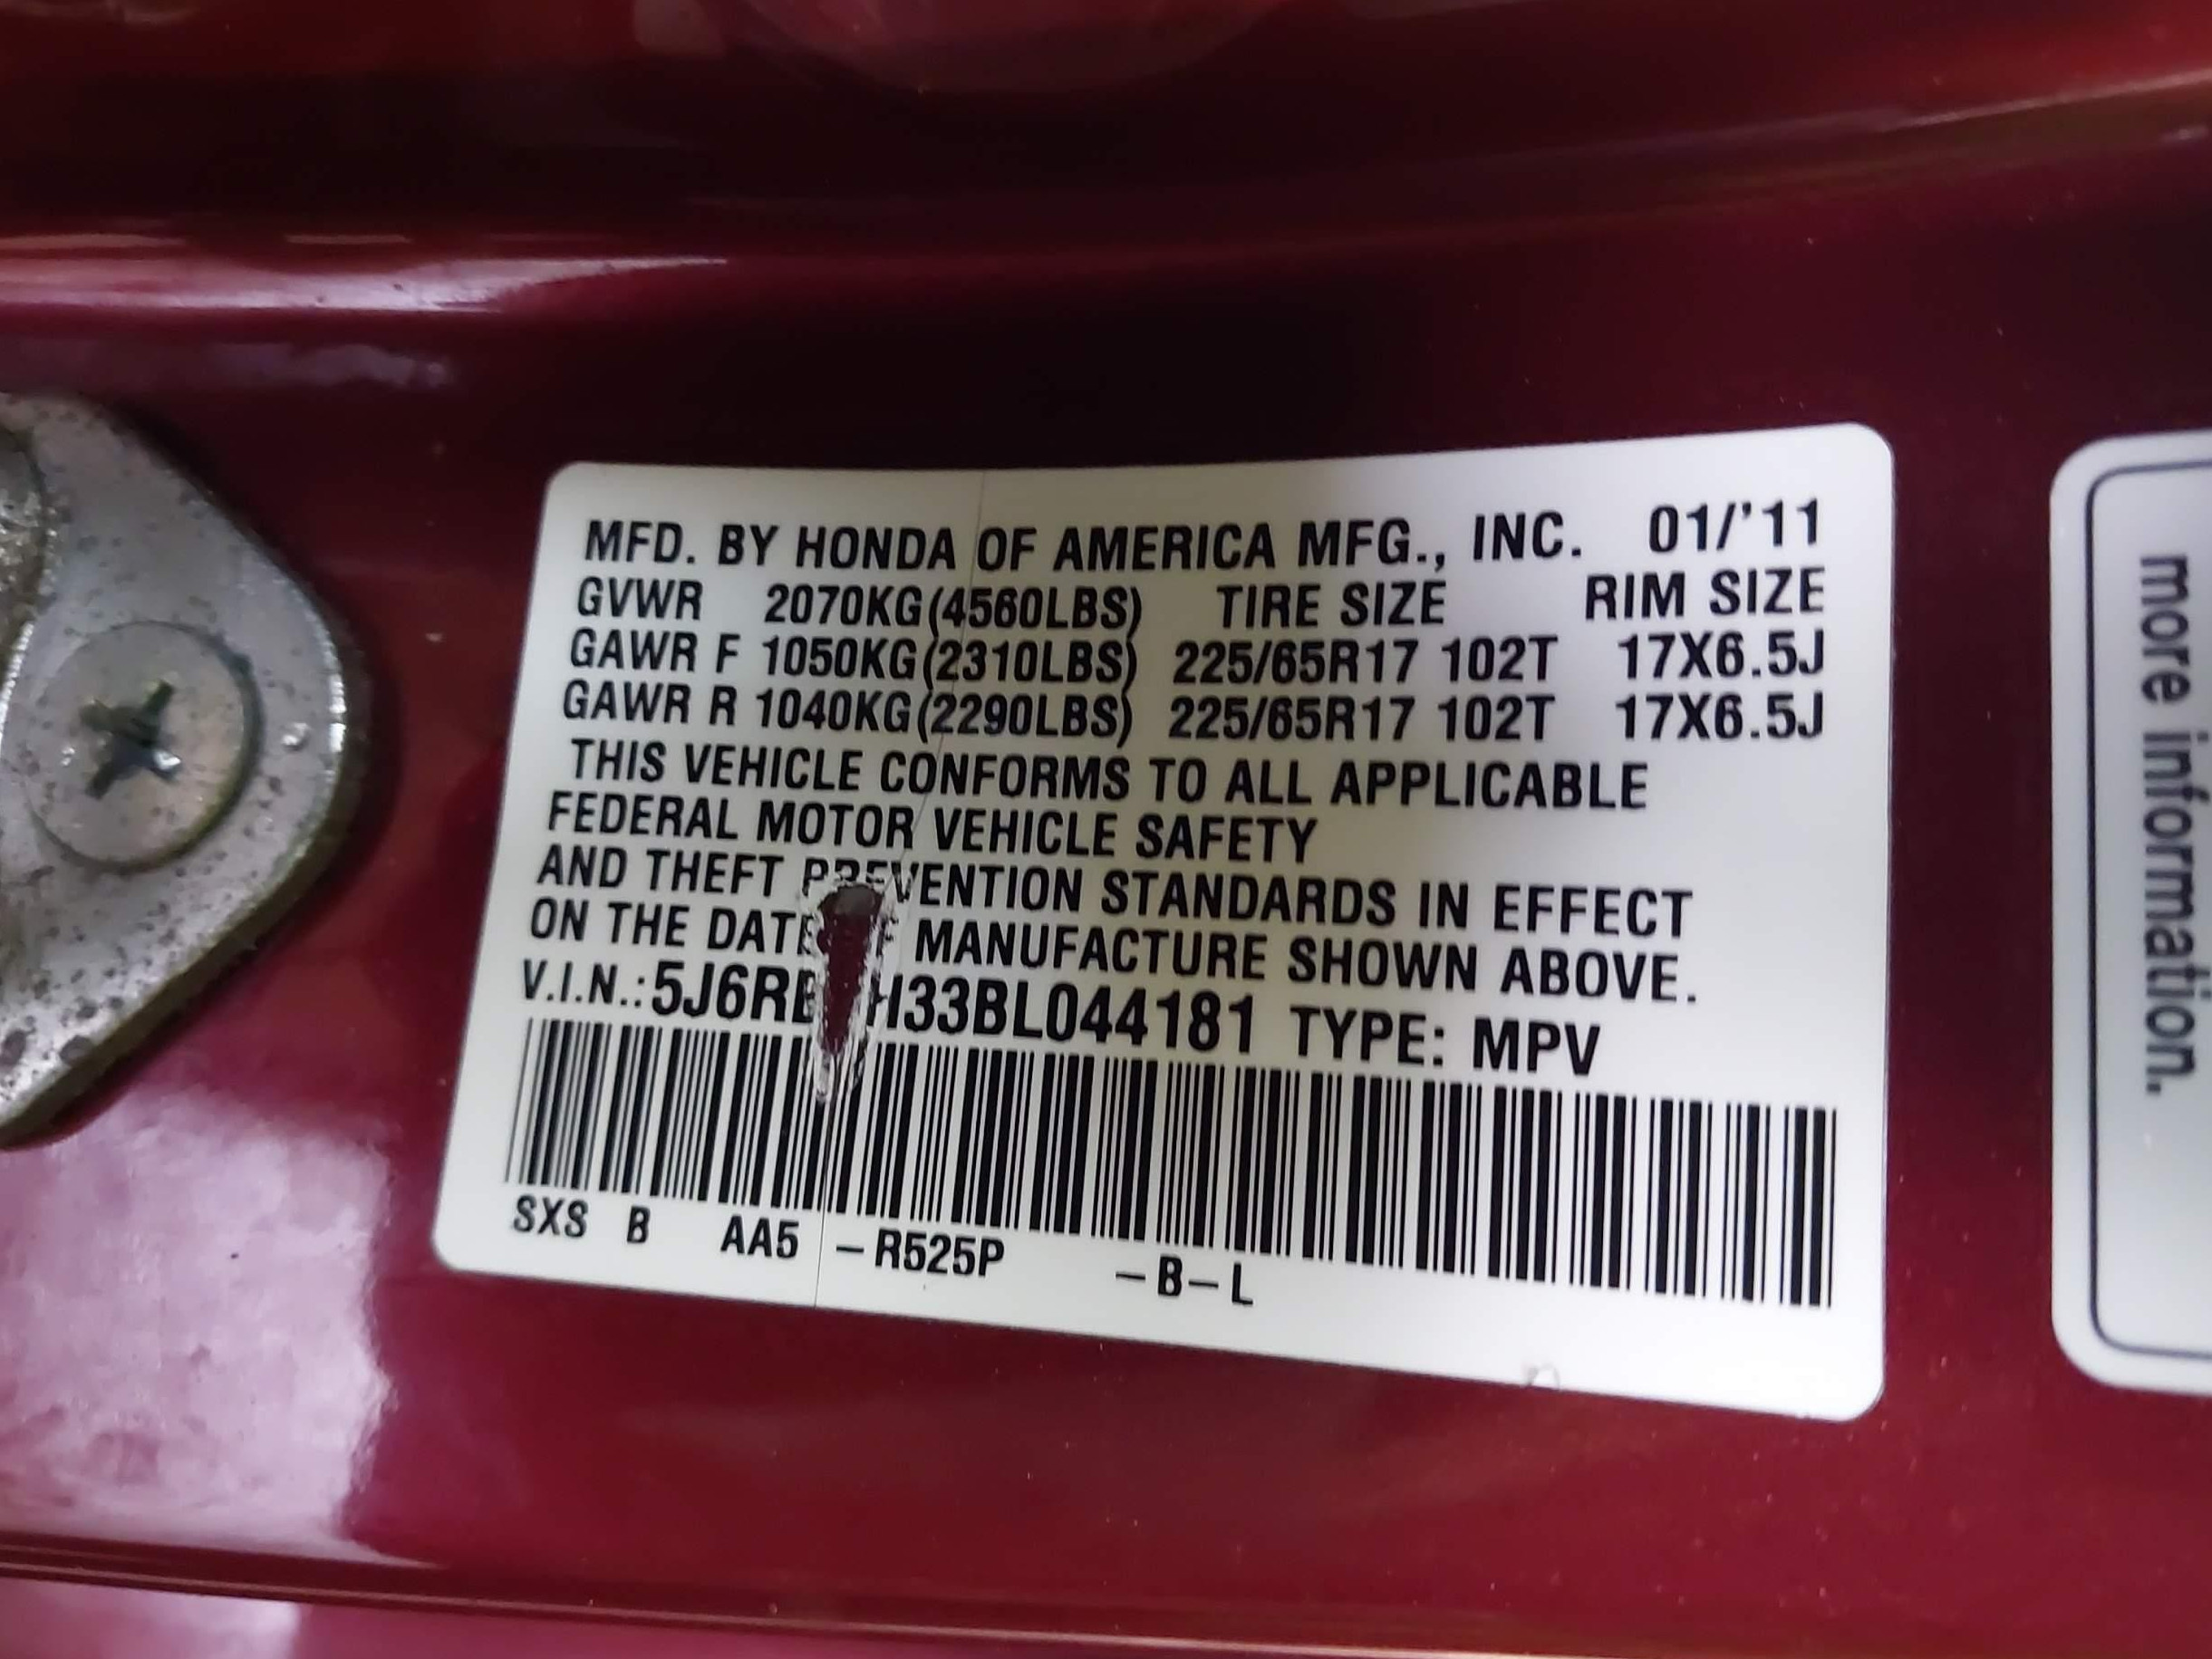 MFD. BY HONDA OF AMERICA MFG., INC. 01/'11
GVWR 2070KG(4560LBS) TIRE SIZE RIM SIZE
GAWR F 1050KG(2310LBS) 225/65R17 102T 17X6.5J
GAWR R 1040KG(2290LBS) 225/65R17 102T 17X6.5J
THIS VEHICLE CONFORMS TO ALL APPLICABLE
FEDERAL MOTOR VEHICLE SAFETY
AND THEFT PREVENTION STANDARDS IN EFFECT
ON THE DATE MANUFACTURE SHOWN ABOVE.
V.I.N.: TYPE: MPV
SXS B AA5 -R525P -B-L
more information.